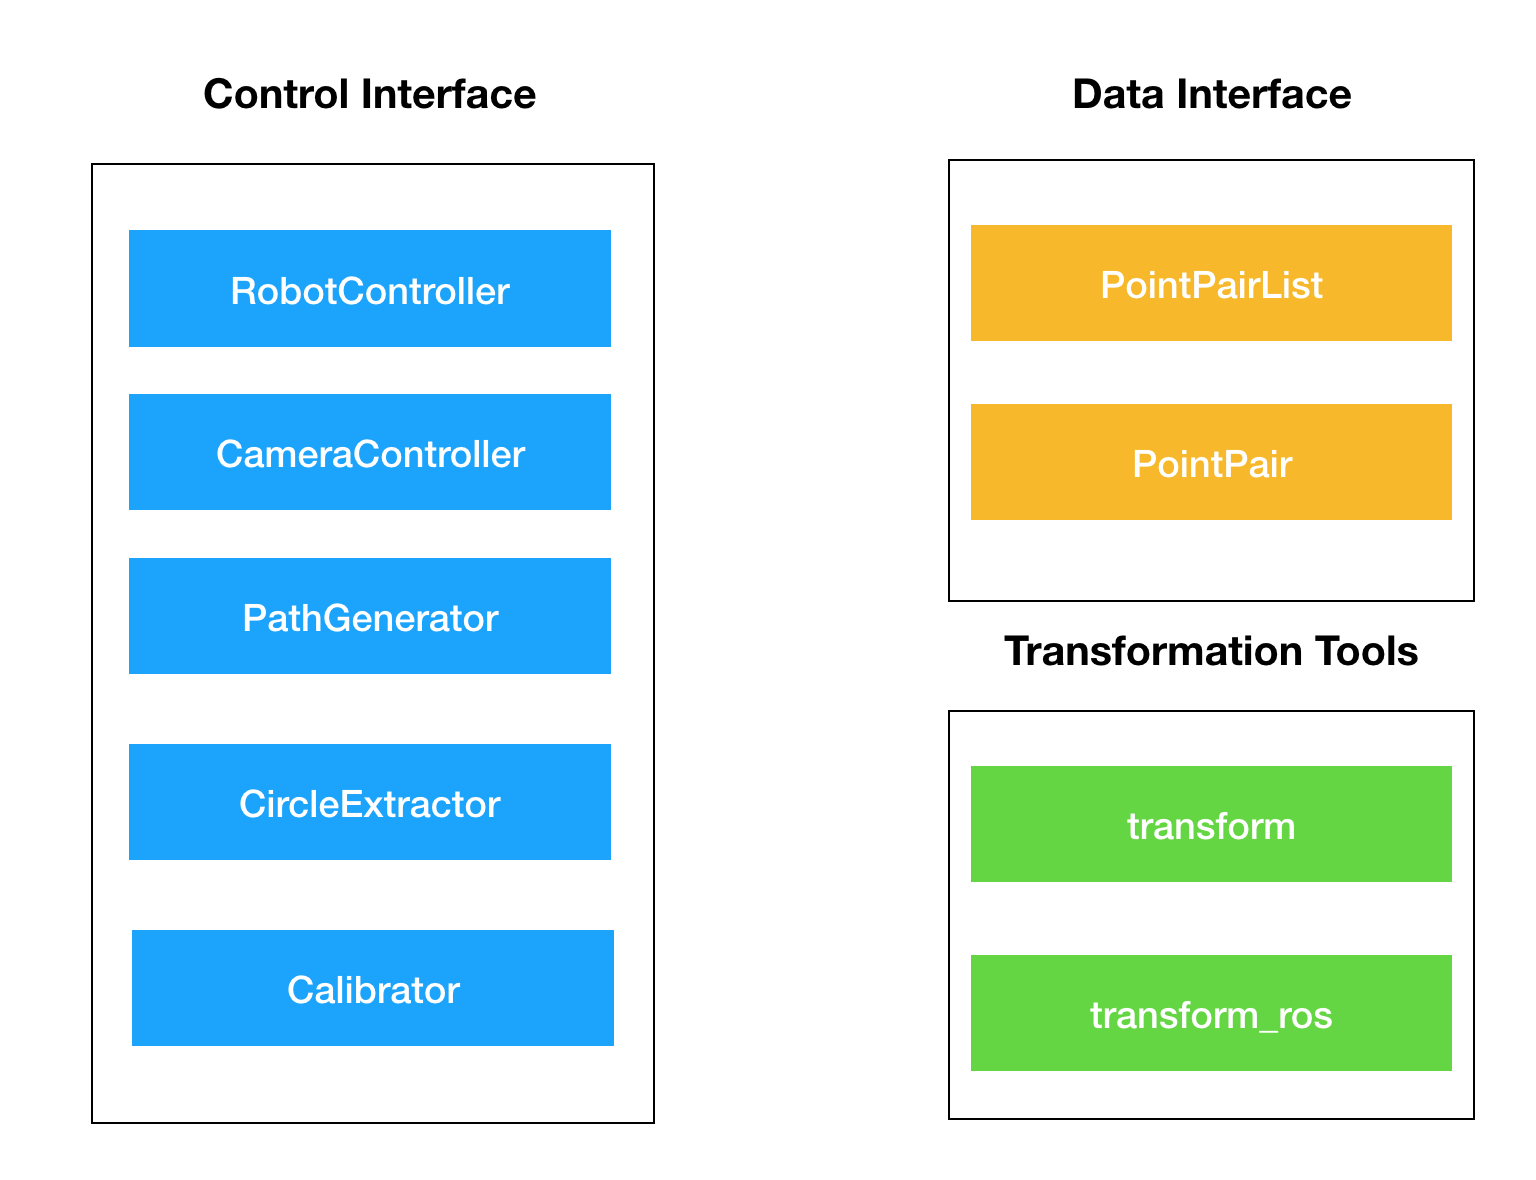 Control Interface
RobotController
CameraController
PathGenerator
CircleExtractor
Calibrator
Data Interface
PointPairList
PointPair
Transformation Tools
transform
transform_ros